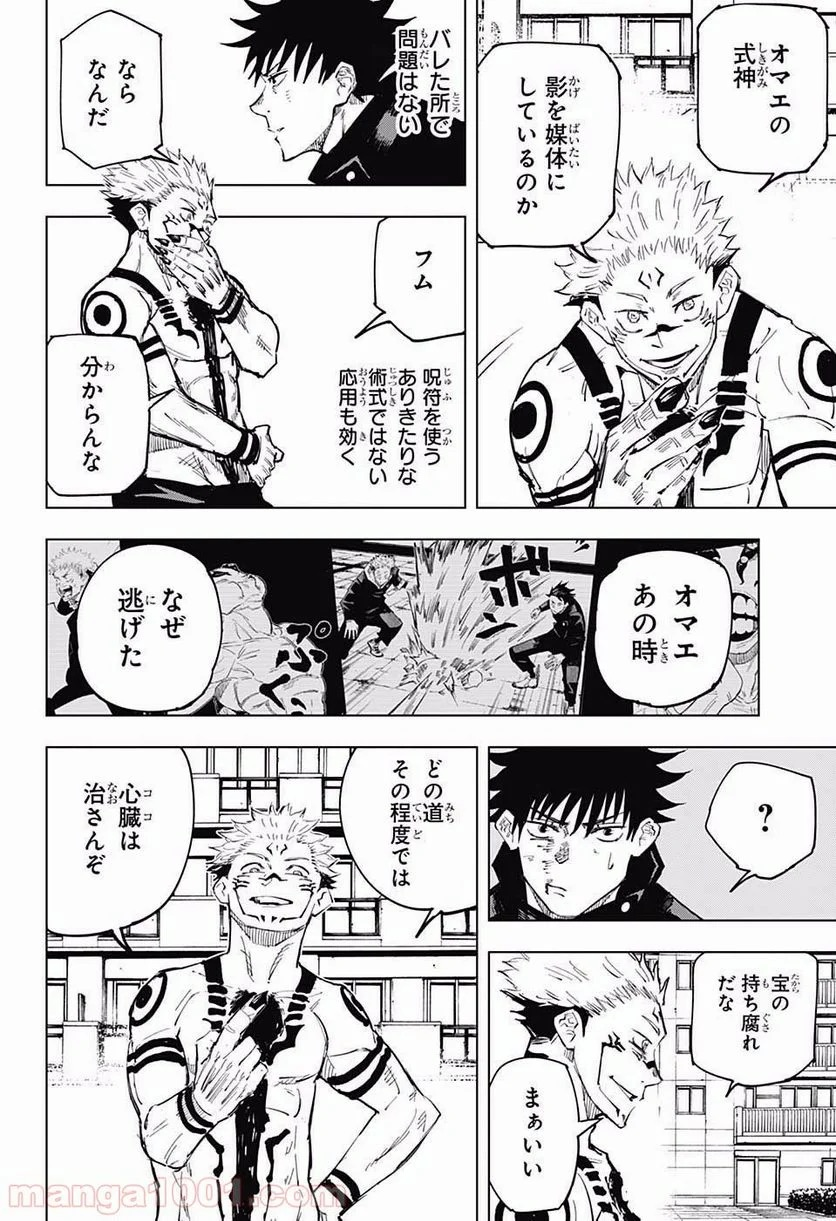 オマエの
式神
影を媒体に
しているのか
バレた所で
問題はない
なら
なんだ
フム
呪符を使う
ありきたりな
術式ではない
応用も効く
分からんな
オマエ
あの時
ドボン
なぜ
逃げた
?
宝の
持ち腐れ
だな
まぁいい
どの道
その程度では
心臓は
治さんぞ
manga1001.com